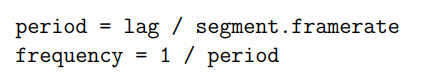 period = lag / segment.framerate
frequency = 1 / period